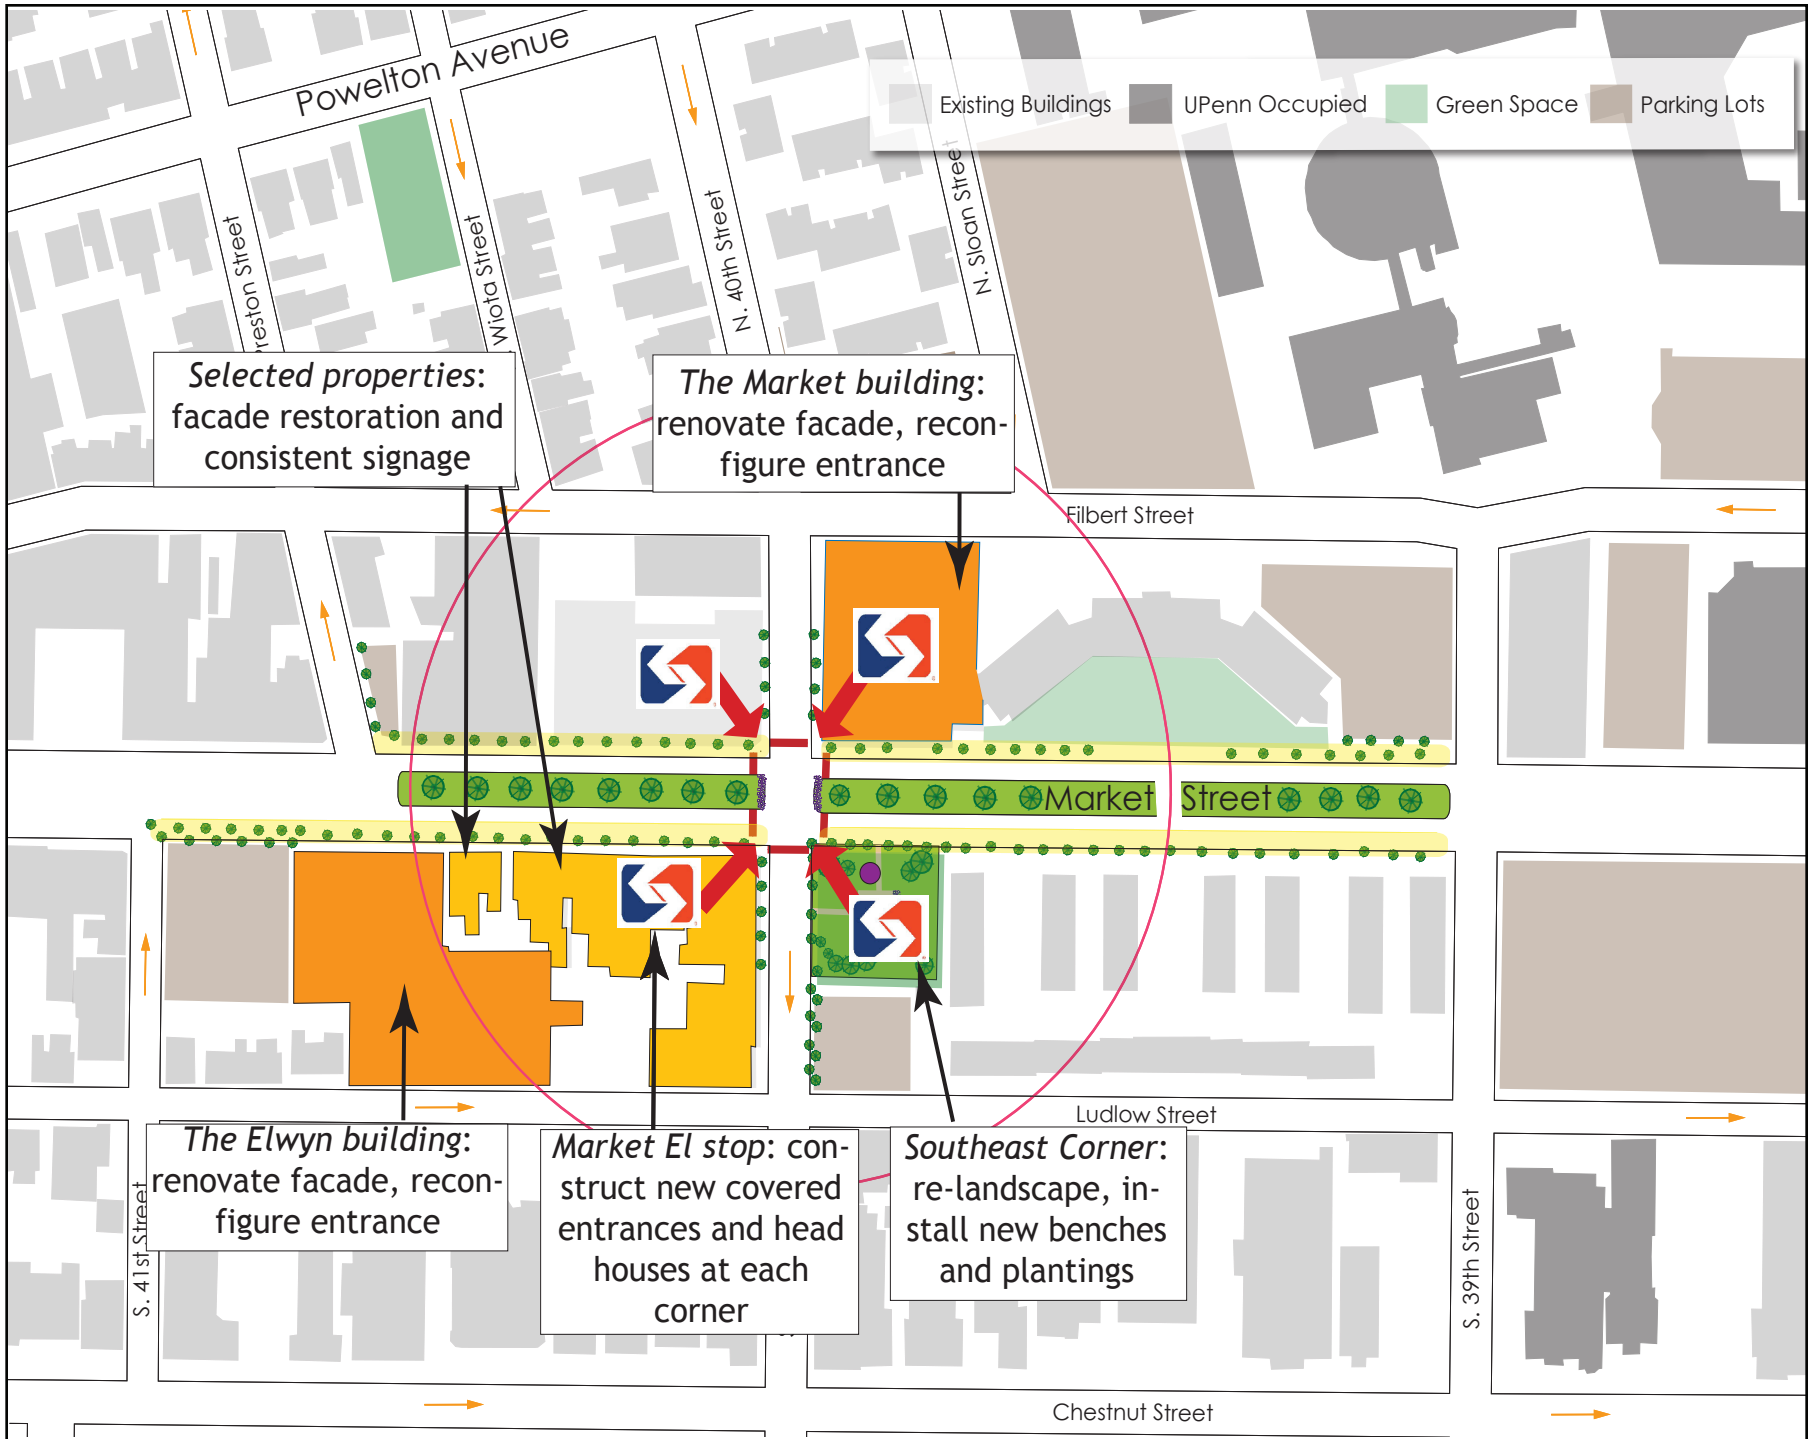 Powelton Avenue
Existing Buildings
UPenn Occupied
Green Space
Parking Lots
Preston Street
Wiota Street
N. 40th Street
N. Sloan Street
Selected properties:
facade restoration and
consistent signage
The Market building:
renovate facade, recon-
figure entrance
Filbert Street
Market Street
Ludlow Street
The Elwyn building:
renovate facade, recon-
figure entrance
Market El stop: con-
struct new covered
entrances and head
houses at each
corner
Southeast Corner:
re-landscape, in-
stall new benches
and plantings
S. 41st Street
S. 39th Street
Chestnut Street